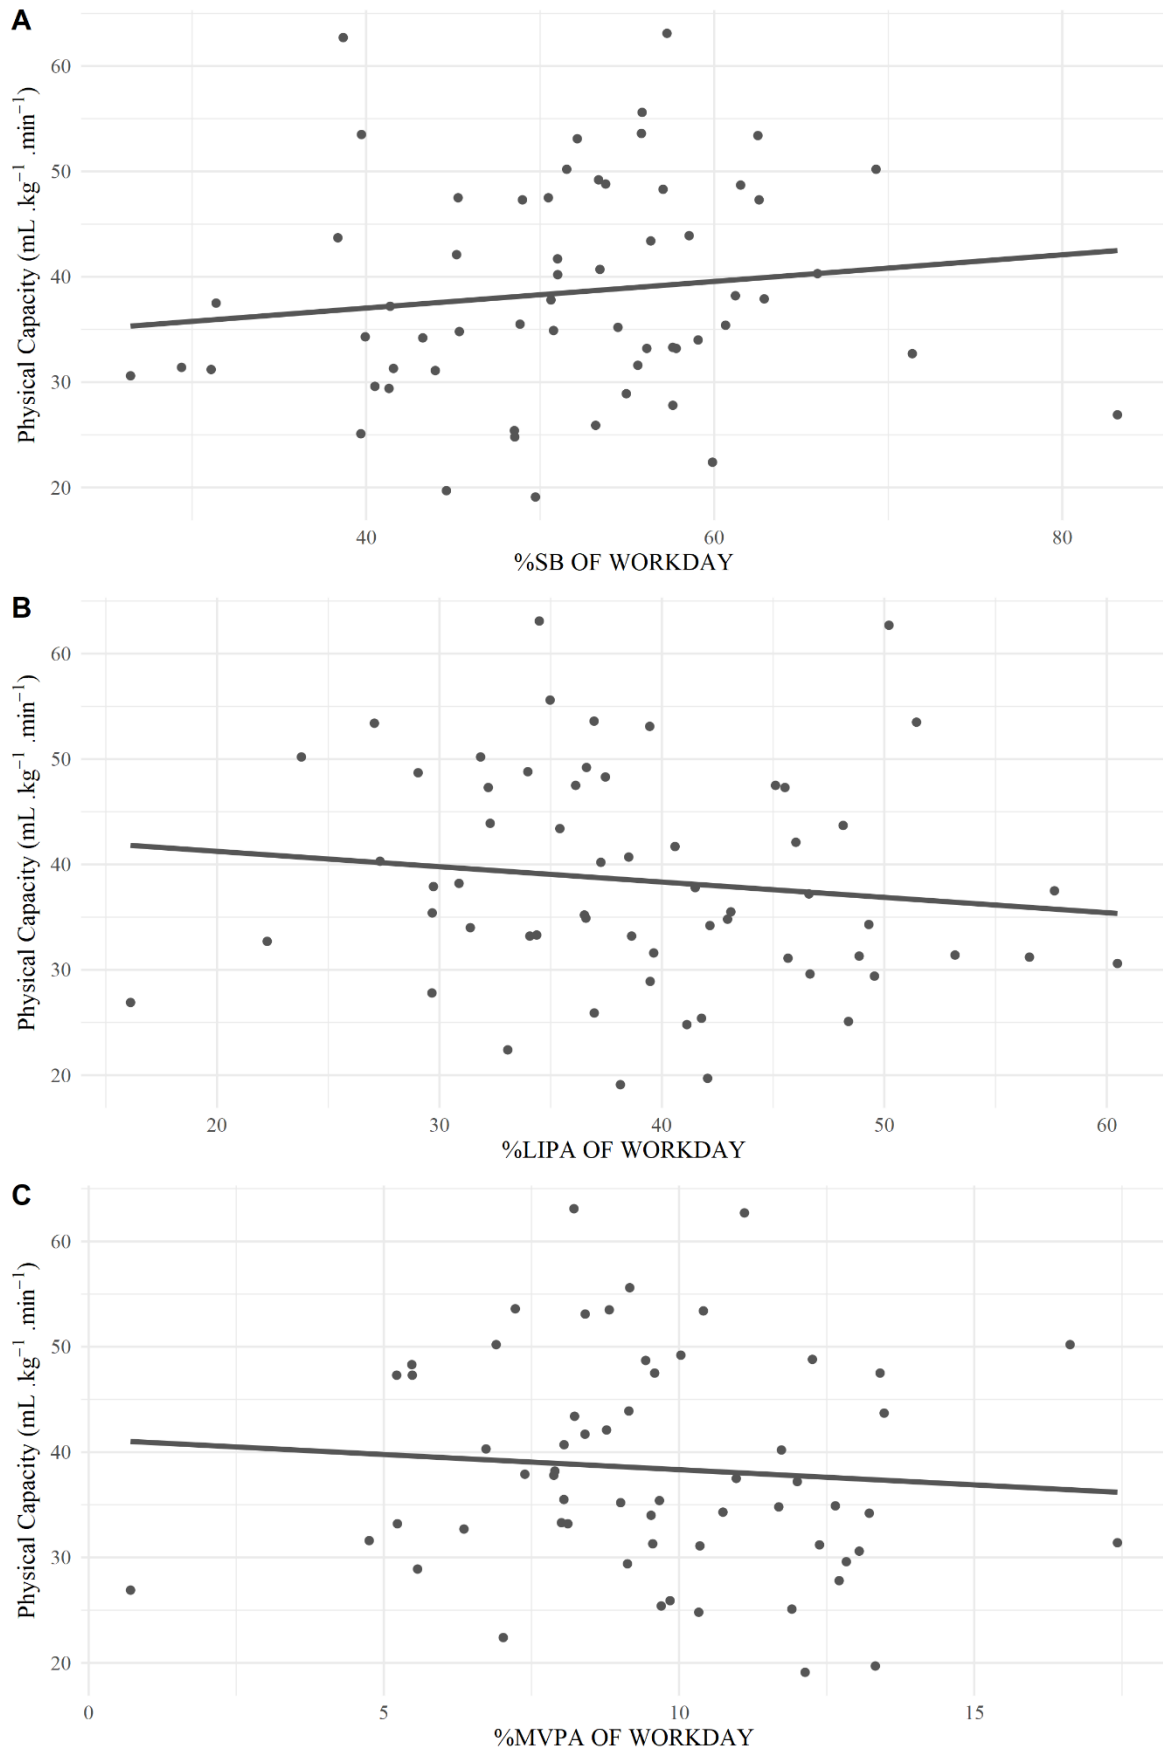 A
Physical Capacity (mL .kg⁻¹ .min⁻¹)
60
50
40
30
20
40 60 80
%SB OF WORKDAY
B
Physical Capacity (mL .kg⁻¹ .min⁻¹)
60
50
40
30
20
20 30 40 50 60
%LIPA OF WORKDAY
C
Physical Capacity (mL .kg⁻¹ .min⁻¹)
60
50
40
30
20
0 5 10 15
%MVPA OF WORKDAY